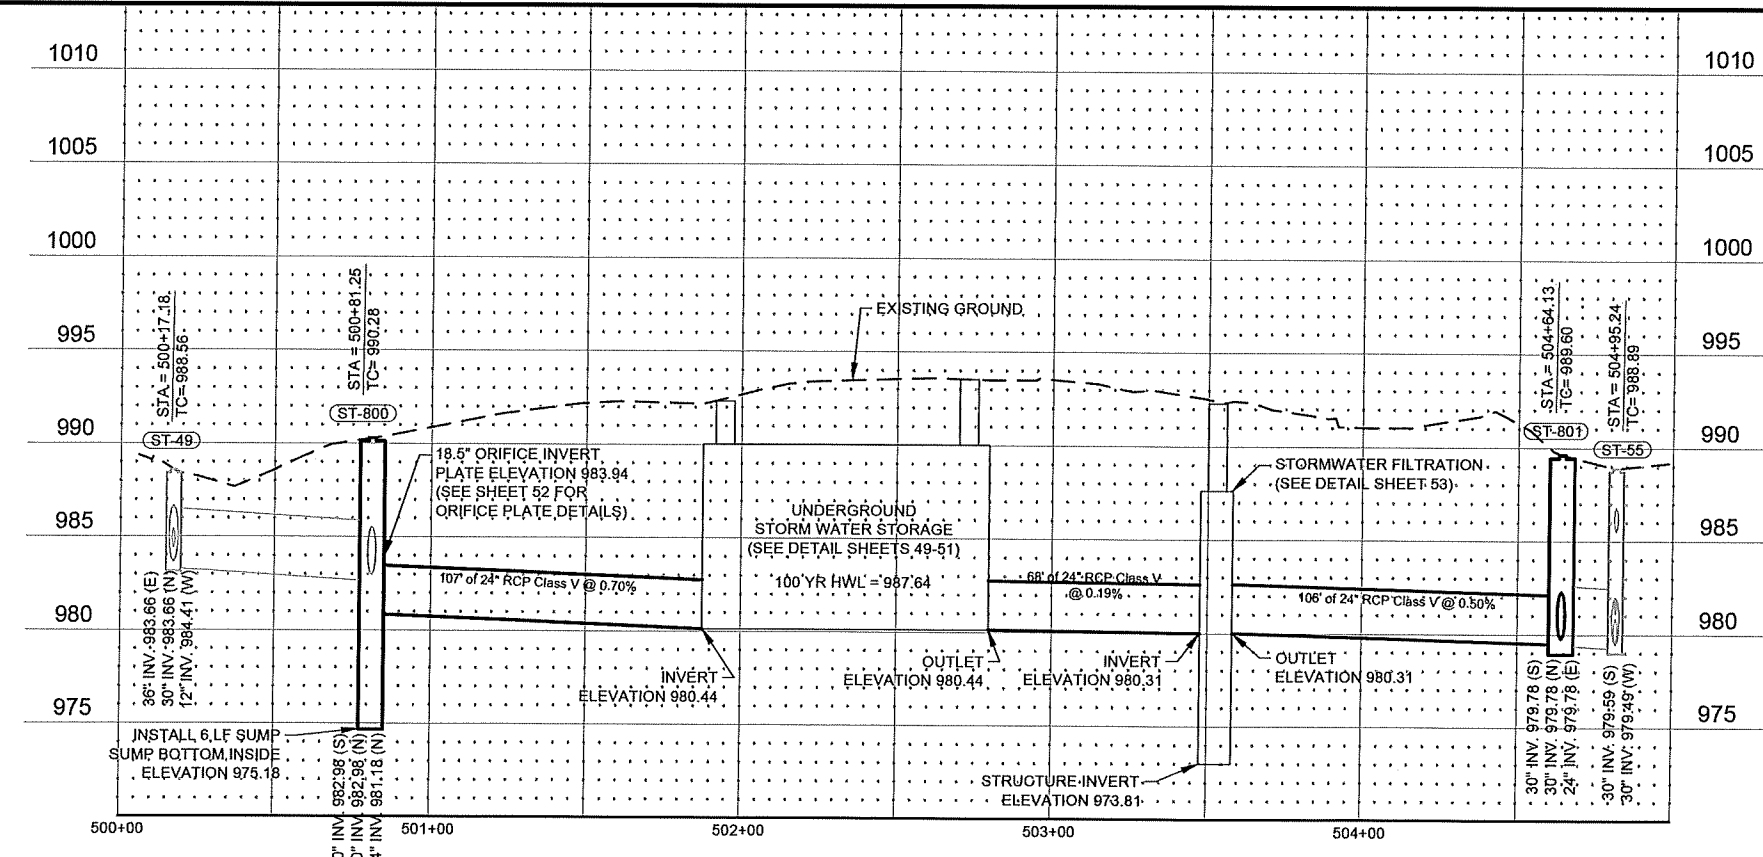 1010
1010
1005
1005
1000
1000
995
995
990
990
985
985
980
980
975
975
STA = 500+17.18
TC= 988.56
ST-49
STA = 500+81.25
TC= 990.28
ST-800
EXISTING GROUND
STA = 504+64.13
TC= 989.60
ST-801
STA = 504+95.24
TC= 988.89
ST-55
18.5" ORIFICE INVERT
PLATE ELEVATION 983.94
(SEE SHEET 52 FOR
ORIFICE PLATE DETAILS)
UNDERGROUND
STORM WATER STORAGE
(SEE DETAIL SHEETS 49-51)
100 YR HWL = 987.64
STORMWATER FILTRATION
(SEE DETAIL SHEET 53)
107' of 24" RCP Class V @ 0.70%
68' of 24" RCP Class V
@ 0.19%
106' of 24" RCP Class V @ 0.50%
36" INV. 983.66 (E)
30" INV. 983.66 (N)
12" INV. 984.41 (W)
INVERT
ELEVATION 980.44
OUTLET
ELEVATION 980.44
INVERT
ELEVATION 980.31
OUTLET
ELEVATION 980.31
INSTALL 6 LF SUMP
SUMP BOTTOM INSIDE
ELEVATION 975.18
INV. 982.98 (S)
INV. 982.98 (N)
INV. 981.18 (N)
STRUCTURE INVERT
ELEVATION 973.81
30" INV. 979.78 (S)
30" INV. 979.78 (N)
24" INV. 979.78 (E)
30" INV. 979.59 (S)
30" INV. 979.49 (W)
500+00
501+00
502+00
503+00
504+00